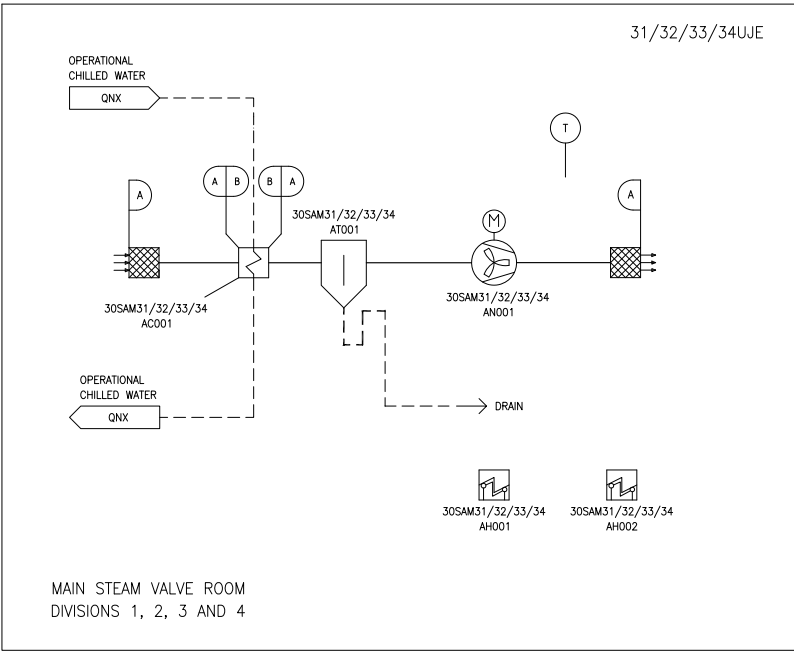 31/32/33/34UJE
OPERATIONAL
CHILLED WATER
QNX
T
A
A B
B A
A
30SAM31/32/33/34
AT001
M
30SAM31/32/33/34
AN001
30SAM31/32/33/34
AC001
OPERATIONAL
CHILLED WATER
QNX
DRAIN
30SAM31/32/33/34
AH001
30SAM31/32/33/34
AH002
MAIN STEAM VALVE ROOM
DIVISIONS 1, 2, 3 AND 4